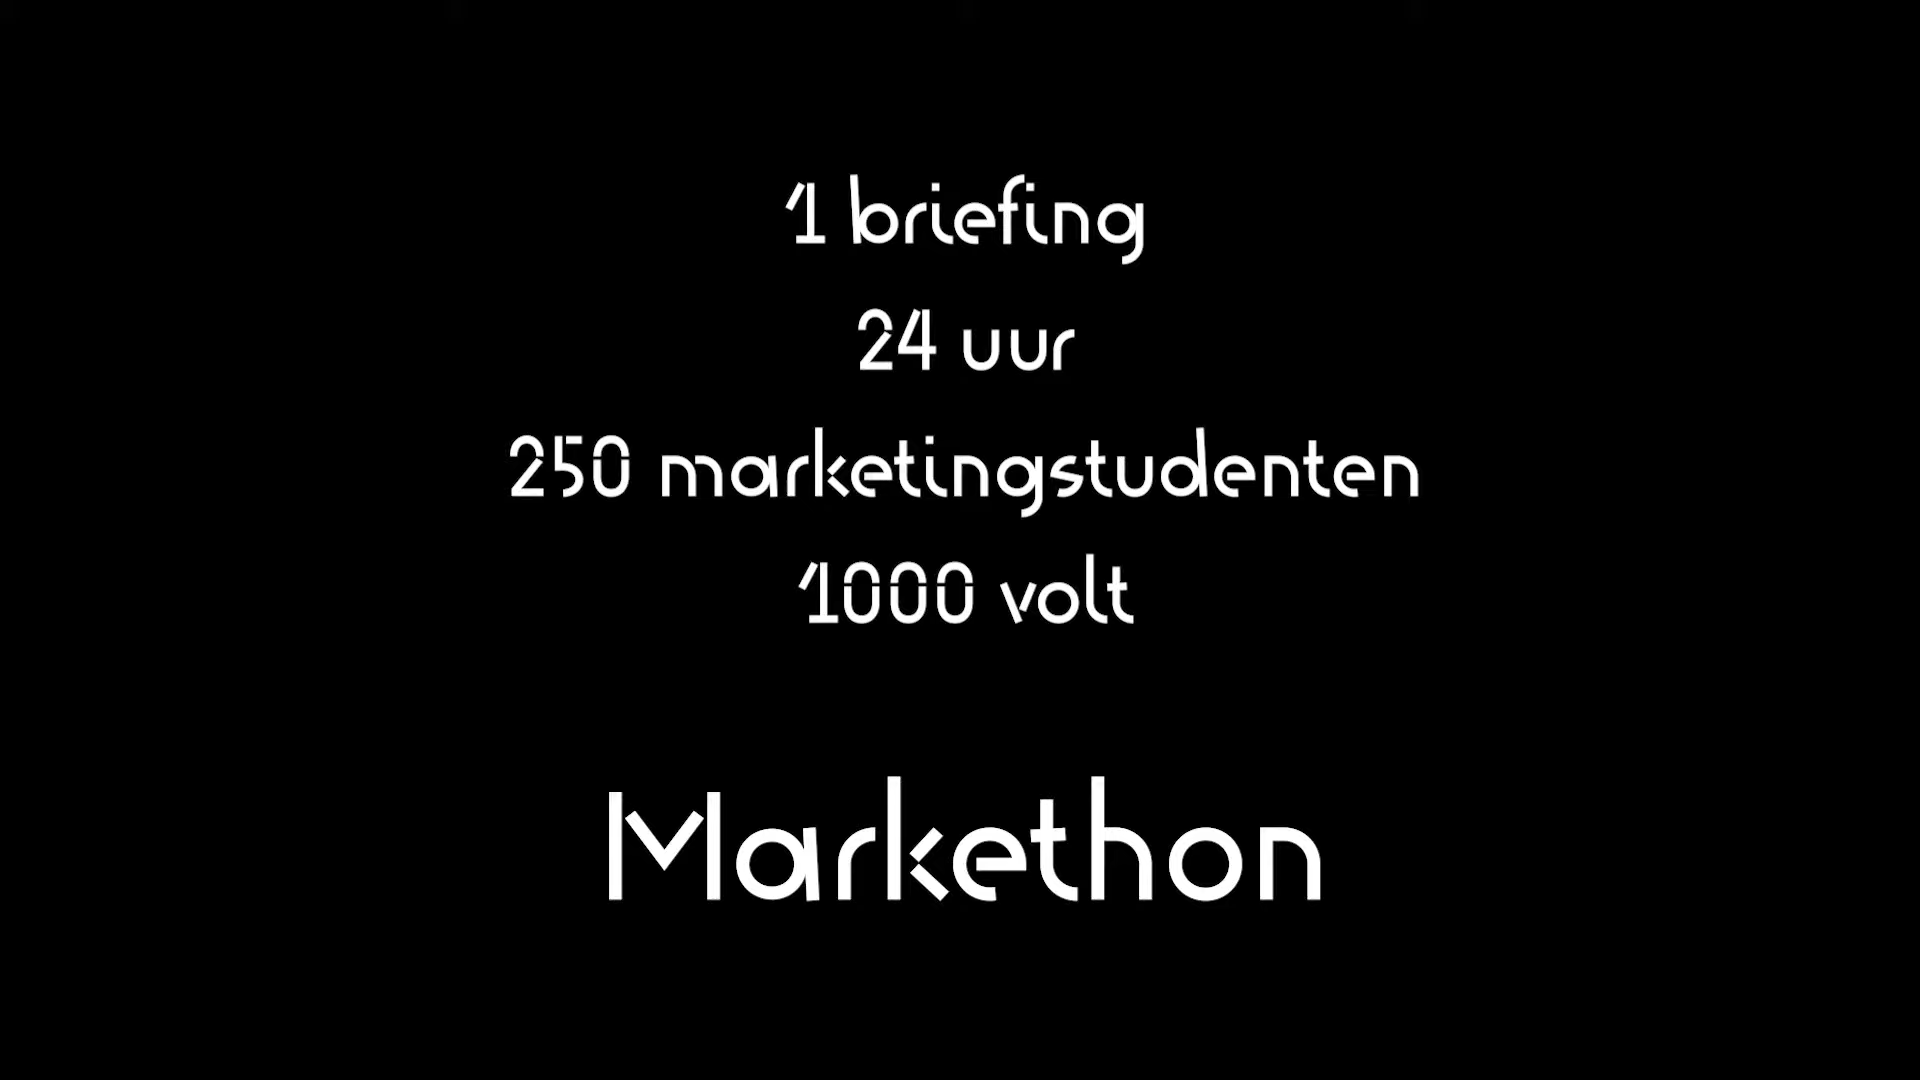 1 briefing
24 uur
250 marketingstudenten
1000 volt
Markethon